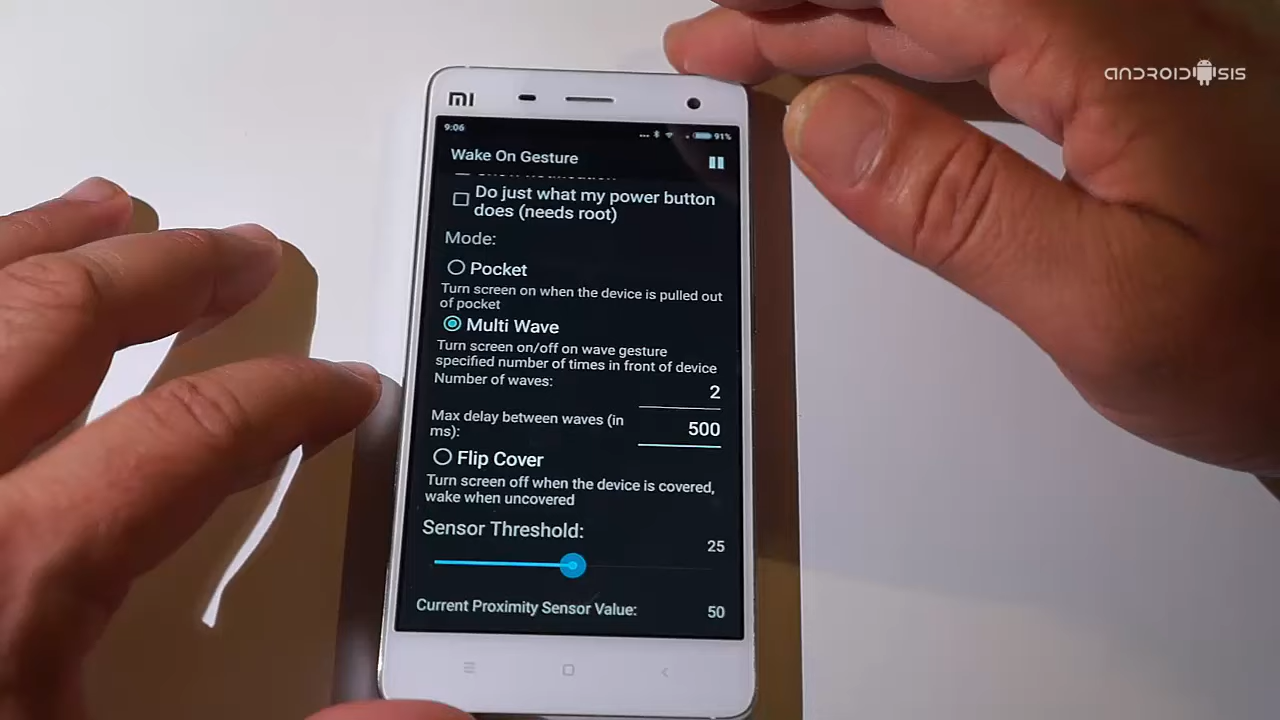 ANDROIDSIS
MI
9:06
91%
Wake On Gesture
Show notification
Do just what my power button
does (needs root)
Mode:
Pocket
Turn screen on when the device is pulled out
of pocket
Multi Wave
Turn screen on/off on wave gesture
specified number of times in front of device
Number of waves:
2
Max delay between waves (in
ms):
500
Flip Cover
Turn screen off when the device is covered,
wake when uncovered
Sensor Threshold:
25
Current Proximity Sensor Value:
50